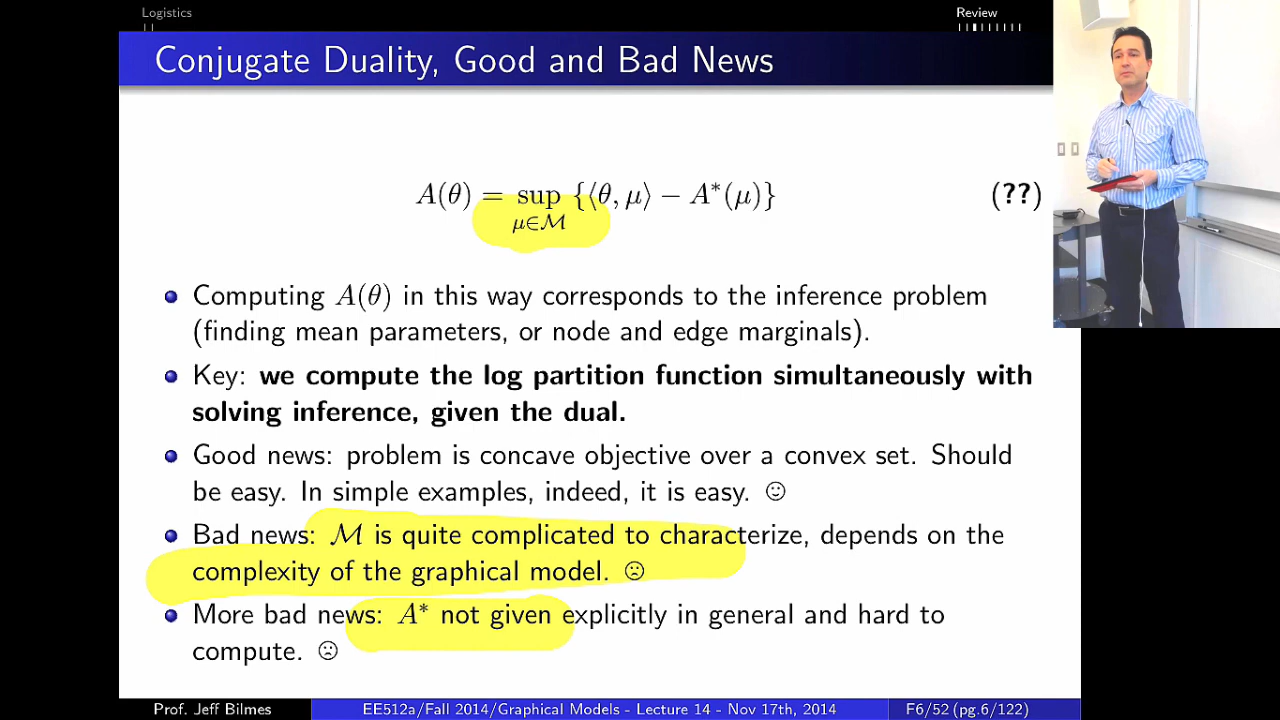 Logistics
Review
Conjugate Duality, Good and Bad News
A(θ) = sup {⟨θ, μ⟩ − A*(μ)} (??)
μ∈ℳ
Computing A(θ) in this way corresponds to the inference problem
(finding mean parameters, or node and edge marginals).
Key: we compute the log partition function simultaneously with
solving inference, given the dual.
Good news: problem is concave objective over a convex set. Should
be easy. In simple examples, indeed, it is easy. ☺
Bad news: ℳ is quite complicated to characterize, depends on the
complexity of the graphical model. ☹
More bad news: A* not given explicitly in general and hard to
compute. ☹
Prof. Jeff Bilmes
EE512a/Fall 2014/Graphical Models - Lecture 14 - Nov 17th, 2014
F6/52 (pg.6/122)